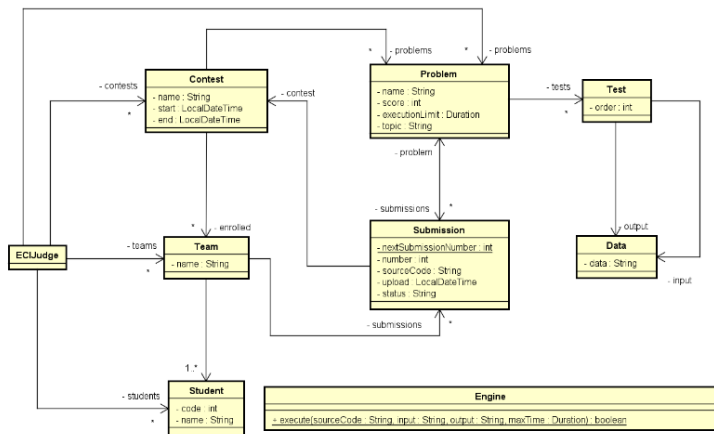 - problems
- problems
Contest
- name : String
- start : LocalDateTime
- end : LocalDateTime
- contests
*
- contest
*
*
Problem
- name : String
- score : int
- executionLimit : Duration
- topic : String
- tests
*
Test
- order : int
- problem
- submissions
*
* - enrolled
Submission
- nextSubmissionNumber : int
- number : int
- sourceCode : String
- upload : LocalDateTime
- status : String
output
Data
- data : String
- input
ECIJudge
- teams
*
Team
- name : String
- submissions
*
1..*
- students
*
Student
- code : int
- name : String
Engine
+ execute(sourceCode : String, input : String, output : String, maxTime : Duration) : boolean